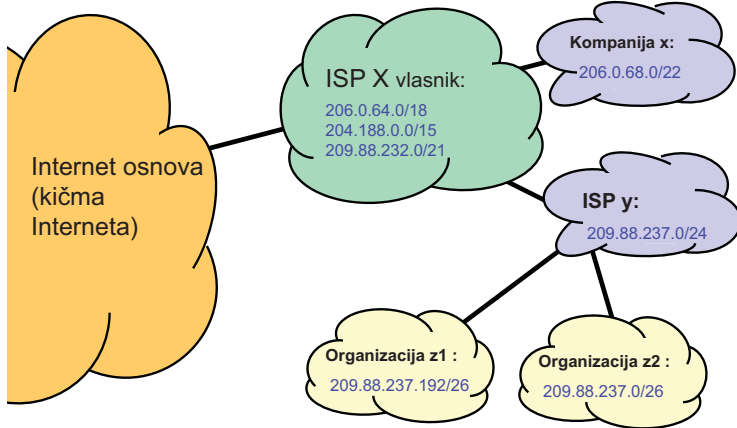 Internet osnova
(kičma
Interneta)
ISP X vlasnik:
206.0.64.0/18
204.188.0.0/15
209.88.232.0/21
Kompanija x:
206.0.68.0/22
ISP y:
209.88.237.0/24
Organizacija z1 :
209.88.237.192/26
Organizacija z2 :
209.88.237.0/26